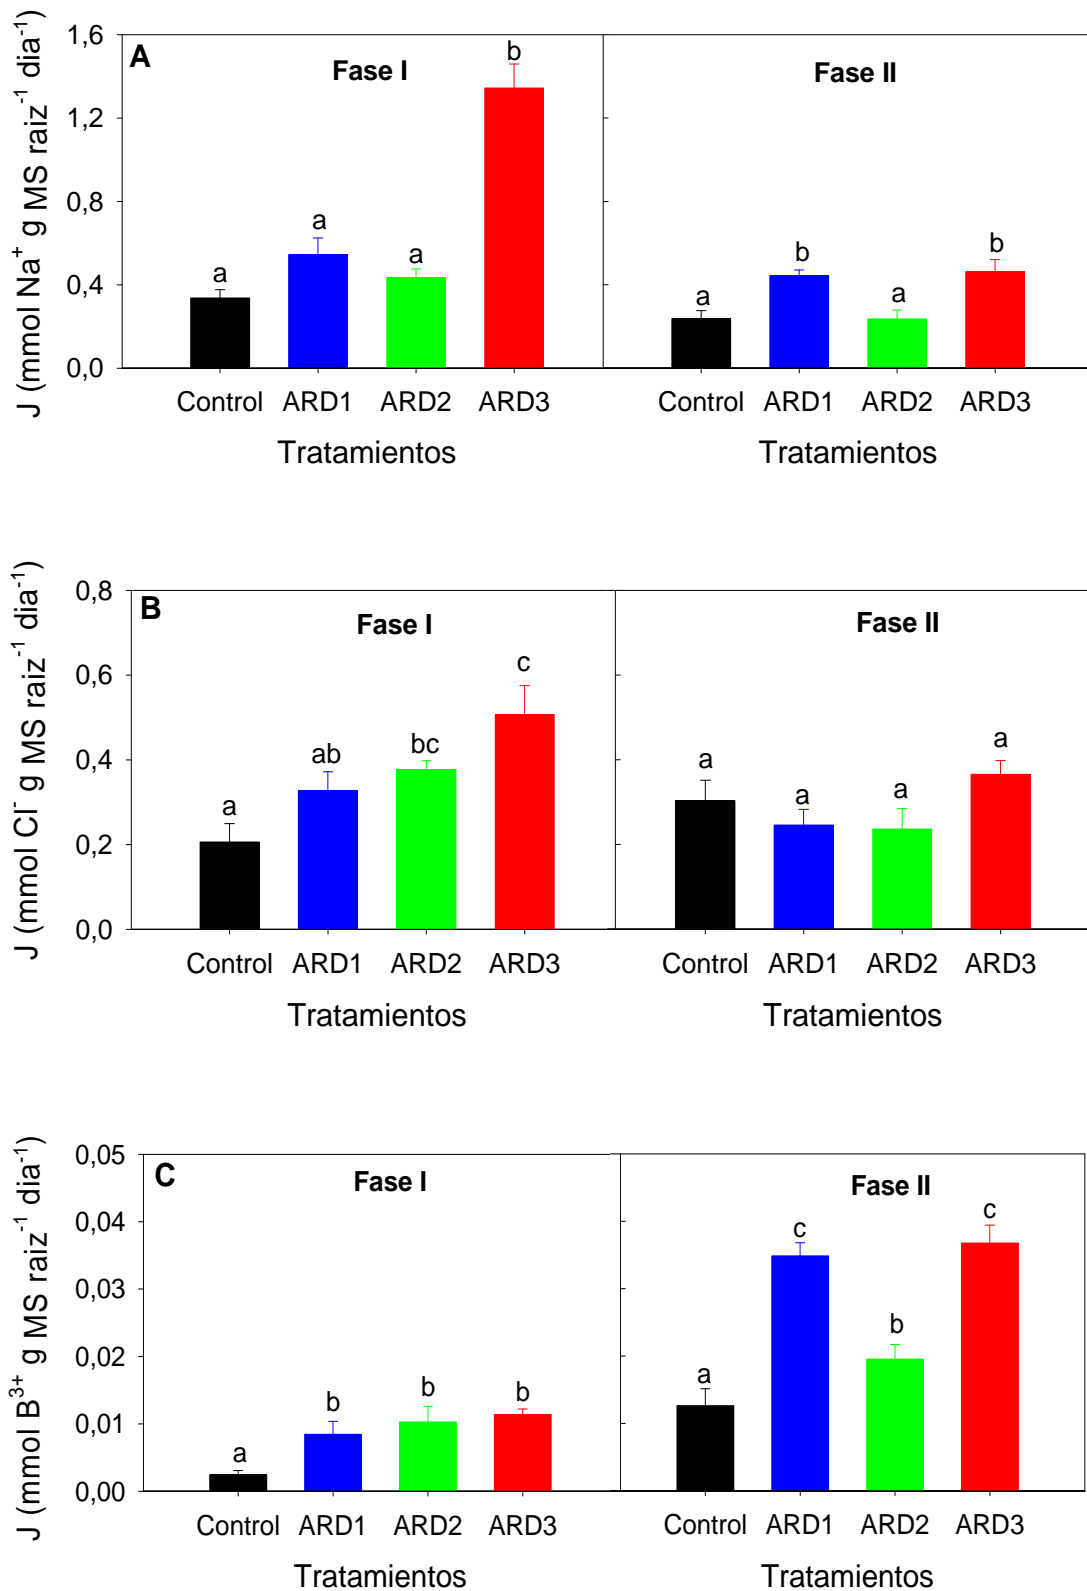 A
Fase I
Fase II
J (mmol Na⁺ g MS raiz⁻¹ dia⁻¹)
1,6
1,2
0,8
0,4
0,0
a
a
a
b
a
b
a
b
Control ARD1 ARD2 ARD3
Control ARD1 ARD2 ARD3
Tratamientos
Tratamientos
B
Fase I
Fase II
J (mmol Cl⁻ g MS raiz⁻¹ dia⁻¹)
0,8
0,6
0,4
0,2
0,0
a
ab
bc
c
a
a
a
a
Control ARD1 ARD2 ARD3
Control ARD1 ARD2 ARD3
Tratamientos
Tratamientos
C
Fase I
Fase II
J (mmol B³⁺ g MS raiz⁻¹ dia⁻¹)
0,05
0,04
0,03
0,02
0,01
0,00
a
b
b
b
a
c
b
c
Control ARD1 ARD2 ARD3
Control ARD1 ARD2 ARD3
Tratamientos
Tratamientos